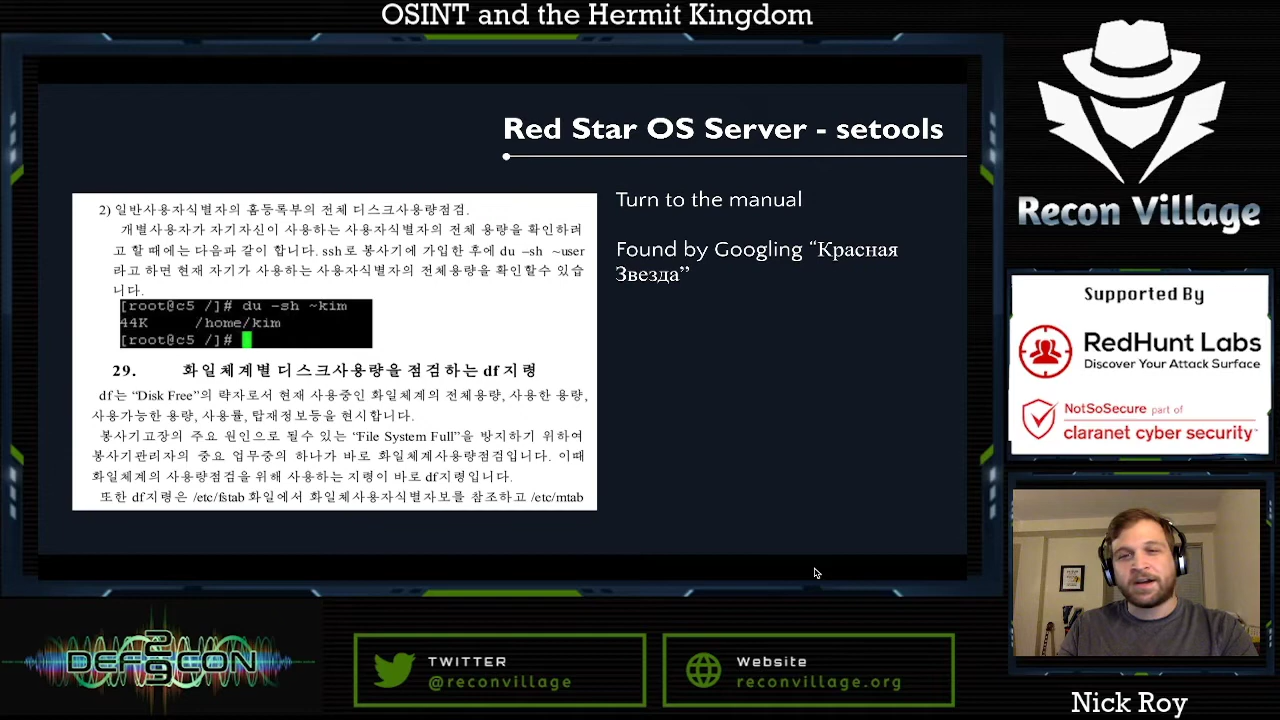 OSINT and the Hermit Kingdom
Red Star OS Server - setools
2) 일반사용자식별자의 홈등록부의 전체 디스크사용량점검.
개별사용자가 자기자신이 사용하는 사용자식별자의 전체 용량을 확인하려
고 할 때에는 다음과 같이 합니다. ssh로 봉사기에 가입한 후에 du –sh ~user
라고 하면 현재 자기가 사용하는 사용자식별자의 전체용량을 확인할수 있습
니다.
[root@c5 /]# du -sh ~kim
44K /home/kim
[root@c5 /]#
29. 화일체계별 디스크사용량을 점검하는 df지령
df는 “Disk Free”의 략자로서 현재 사용중인 화일체계의 전체용량, 사용한 용량,
사용가능한 용량, 사용률, 탑재정보등을 현시합니다.
봉사기고장의 주요 원인으로 될수 있는 “File System Full”을 방지하기 위하여
봉사기관리자의 중요 업무중의 하나가 바로 화일체계사용량점검입니다. 이때
화일체계의 사용량점검을 위해 사용하는 지령이 바로 df지령입니다.
또한 df지령은 /etc/fstab 화일에서 화일체사용자식별자보를 참조하고 /etc/mtab
Turn to the manual
Found by Googling “Красная
Звезда”
Recon Village
Supported By
RedHunt Labs
Discover Your Attack Surface
NotSoSecure part of
claranet cyber security
DEFCON
29
TWITTER
@reconvillage
Website
reconvillage.org
Nick Roy